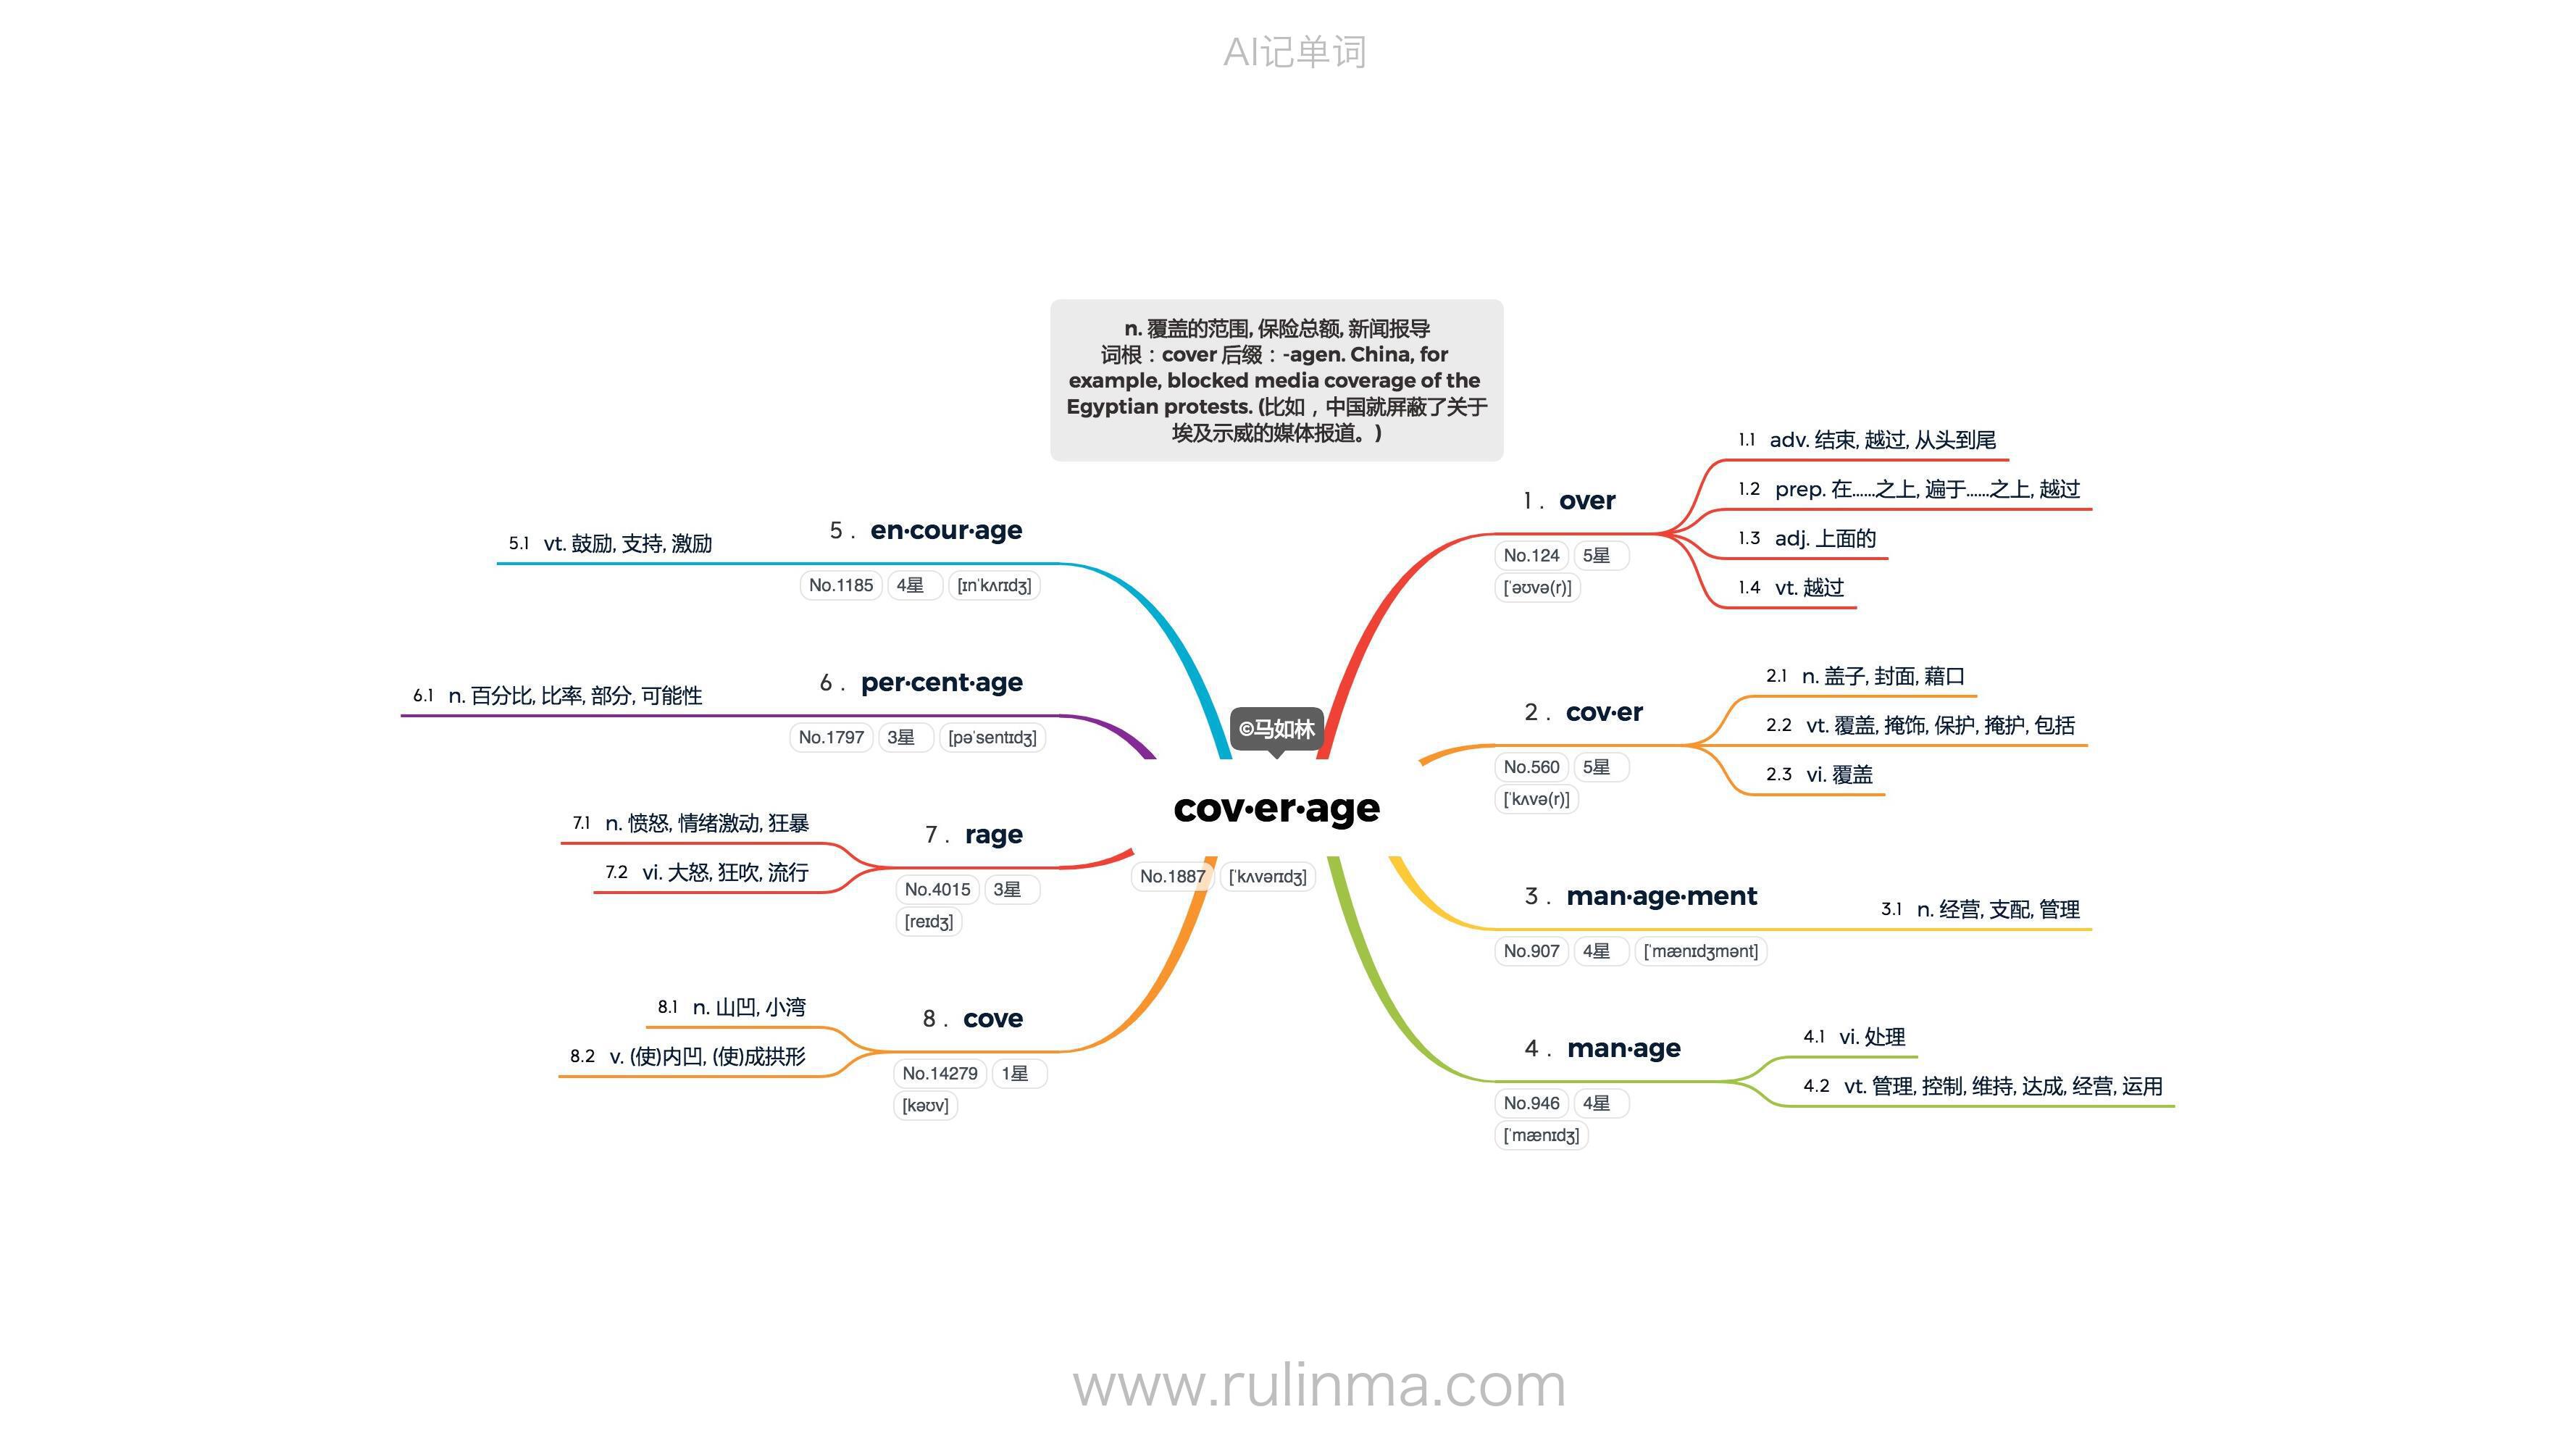 AI记单词
n. 覆盖的范围, 保险总额, 新闻报导
词根：cover 后缀：-agen. China, for
example, blocked media coverage of the
Egyptian protests. (比如，中国就屏蔽了关于
埃及示威的媒体报道。)
©马如林
cov·er·age
No.1887 [ˈkʌvərɪdʒ]
1. over
No.124 5星
[ˈəʊvə(r)]
1.1 adv. 结束, 越过, 从头到尾
1.2 prep. 在……之上, 遍于……之上, 越过
1.3 adj. 上面的
1.4 vt. 越过
2. cov·er
No.560 5星
[ˈkʌvə(r)]
2.1 n. 盖子, 封面, 藉口
2.2 vt. 覆盖, 掩饰, 保护, 掩护, 包括
2.3 vi. 覆盖
3. man·age·ment
No.907 4星 [ˈmænɪdʒmənt]
3.1 n. 经营, 支配, 管理
4. man·age
No.946 4星
[ˈmænɪdʒ]
4.1 vi. 处理
4.2 vt. 管理, 控制, 维持, 达成, 经营, 运用
5. en·cour·age
No.1185 4星 [ɪnˈkʌrɪdʒ]
5.1 vt. 鼓励, 支持, 激励
6. per·cent·age
No.1797 3星 [pəˈsentɪdʒ]
6.1 n. 百分比, 比率, 部分, 可能性
7. rage
No.4015 3星
[reɪdʒ]
7.1 n. 愤怒, 情绪激动, 狂暴
7.2 vi. 大怒, 狂吹, 流行
8. cove
No.14279 1星
[kəʊv]
8.1 n. 山凹, 小湾
8.2 v. (使)内凹, (使)成拱形
www.rulinma.com